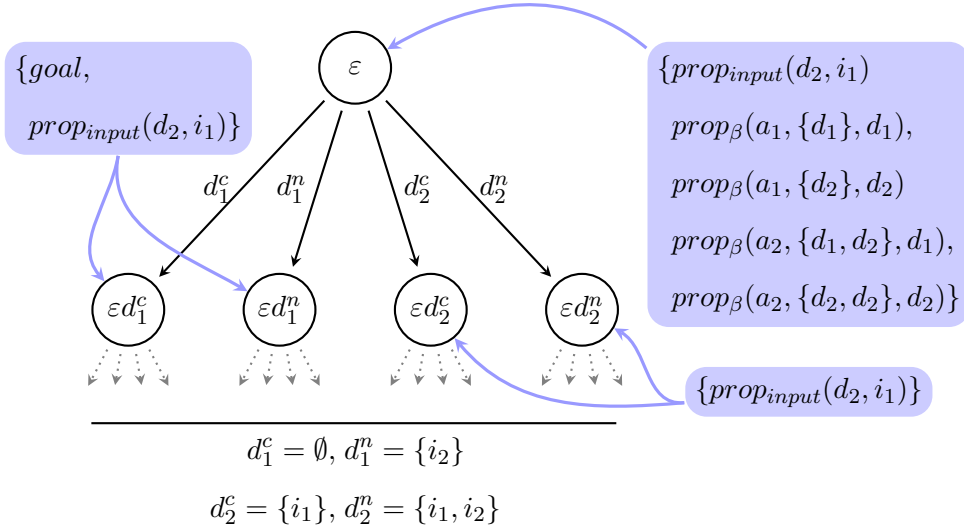 {goal,
prop_input(d_2, i_1)}
ε
{prop_input(d_2, i_1)
prop_β(a_1, {d_1}, d_1),
prop_β(a_1, {d_2}, d_2)
prop_β(a_2, {d_1, d_2}, d_1),
prop_β(a_2, {d_2, d_2}, d_2)}
d_1^c d_1^n d_2^c d_2^n
εd_1^c εd_1^n εd_2^c εd_2^n
{prop_input(d_2, i_1)}
d_1^c = ∅, d_1^n = {i_2}
d_2^c = {i_1}, d_2^n = {i_1, i_2}